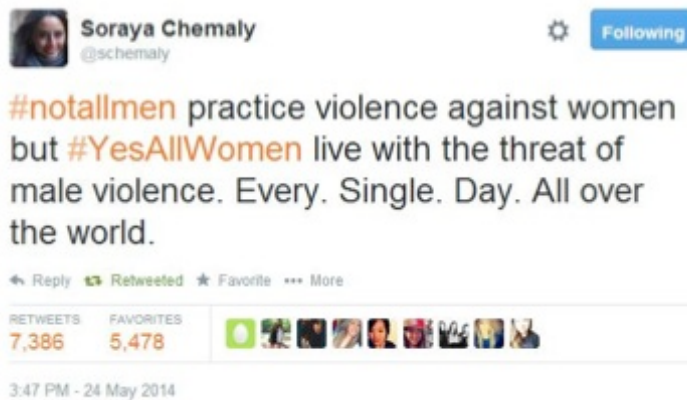 Soraya Chemaly
@schemaly
Following
#notallmen practice violence against women
but #YesAllWomen live with the threat of
male violence. Every. Single. Day. All over
the world.
Reply Retweeted Favorite More
RETWEETS FAVORITES
7,386 5,478
3:47 PM - 24 May 2014